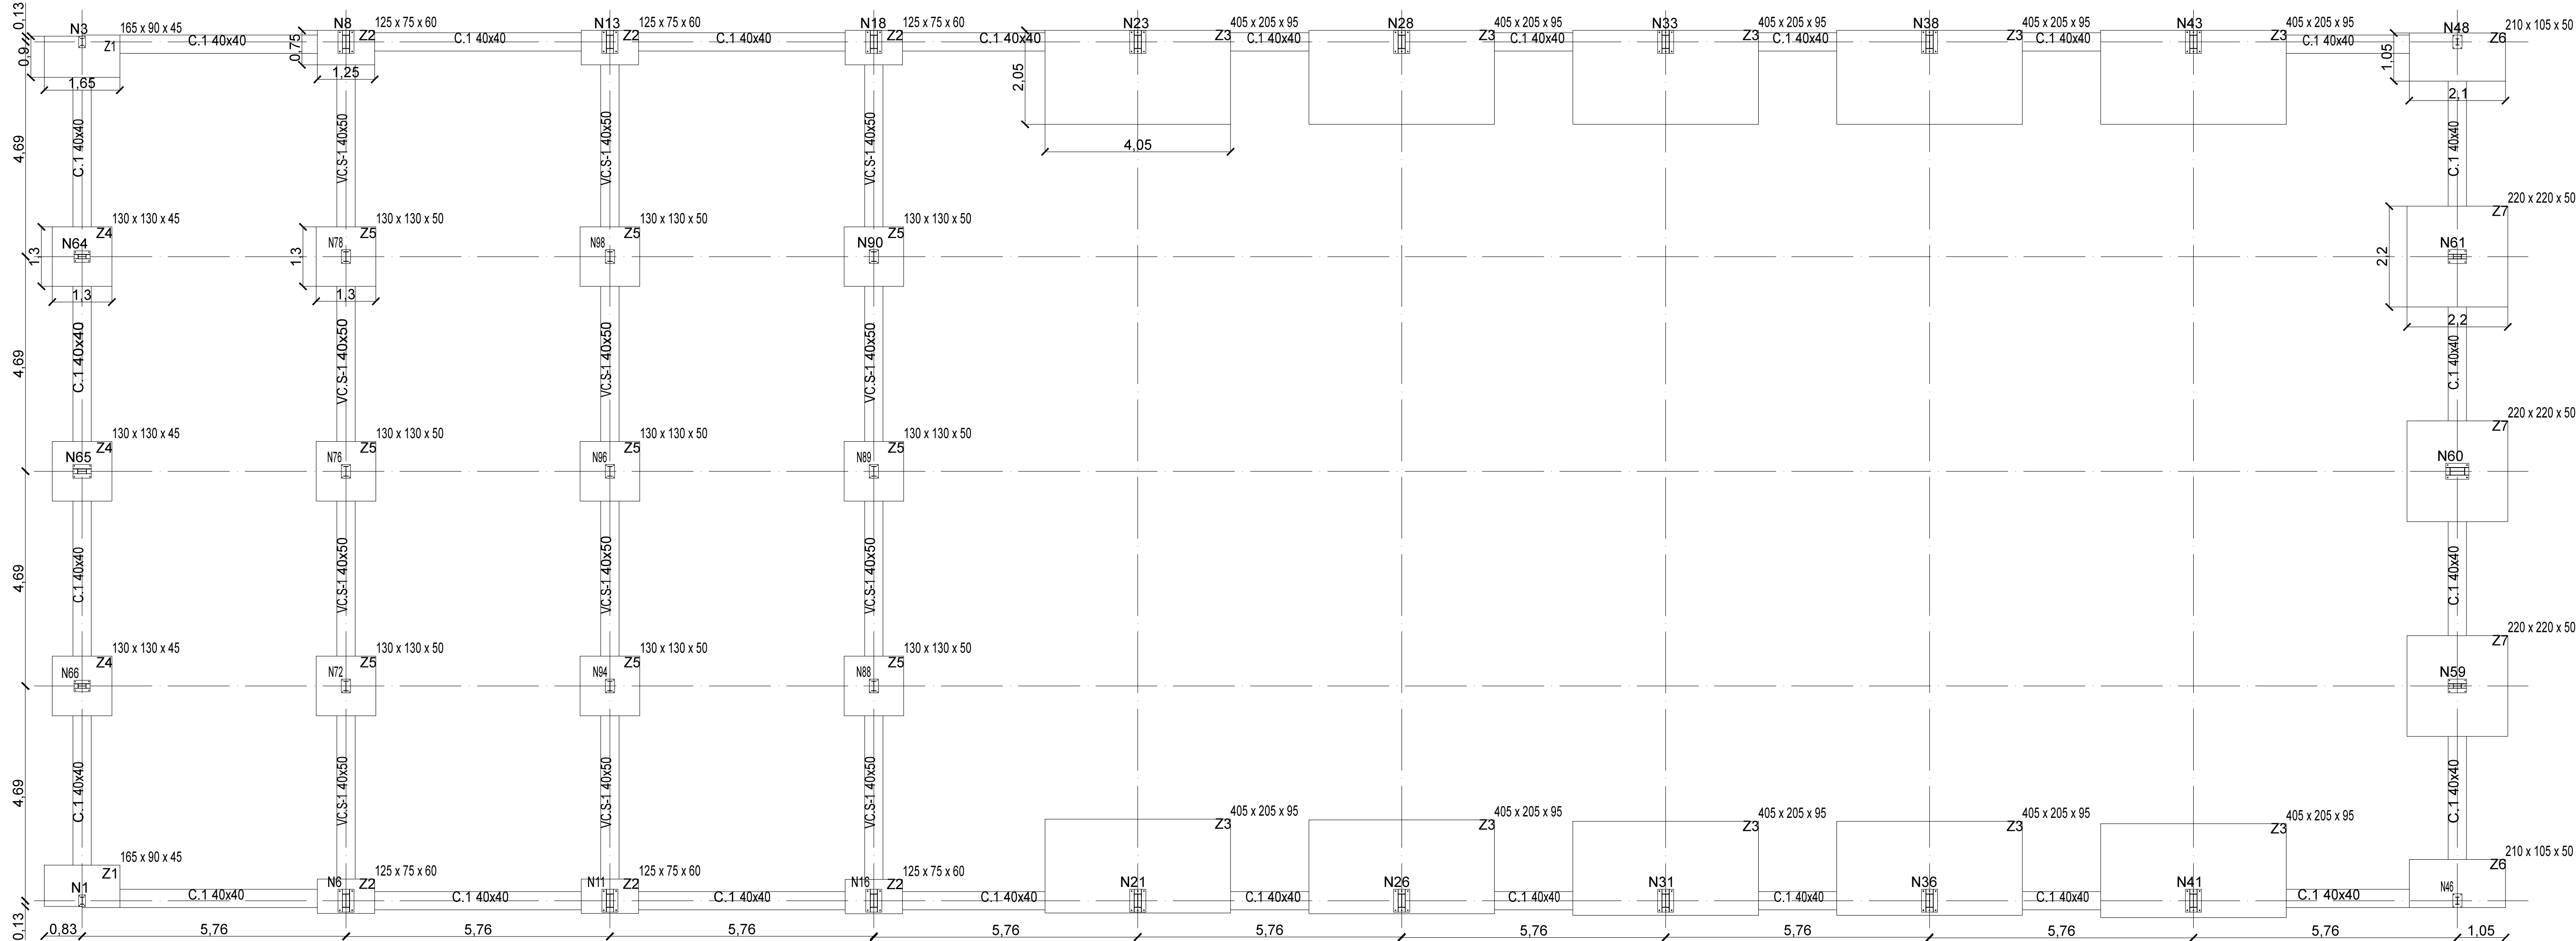 0,13
N3
165 x 90 x 45
Z1
C.1 40x40
N8
125 x 75 x 60
Z2
C.1 40x40
N13
125 x 75 x 60
Z2
C.1 40x40
N18
125 x 75 x 60
Z2
C.1 40x40
N23
405 x 205 x 95
Z3
C.1 40x40
N28
405 x 205 x 95
Z3
C.1 40x40
N33
405 x 205 x 95
Z3
C.1 40x40
N38
405 x 205 x 95
Z3
C.1 40x40
N43
405 x 205 x 95
Z3
C.1 40x40
N48
210 x 105 x 50
Z6
0,9
1,65
0,75
1,25
2,05
4,05
1,05
2,1
4,69
C.1 40x40
VC.S-1 40x50
VC.S-1 40x50
VC.S-1 40x50
C.1 40x40
130 x 130 x 45
Z4
N64
1,3
1,3
130 x 130 x 50
Z5
N78
1,3
1,3
130 x 130 x 50
Z5
N98
130 x 130 x 50
Z5
N90
220 x 220 x 50
Z7
N61
2,2
2,2
4,69
C.1 40x40
VC.S-1 40x50
VC.S-1 40x50
VC.S-1 40x50
C.1 40x40
130 x 130 x 45
Z4
N65
130 x 130 x 50
Z5
N76
130 x 130 x 50
Z5
N96
130 x 130 x 50
Z5
N89
220 x 220 x 50
Z7
N60
4,69
C.1 40x40
VC.S-1 40x50
VC.S-1 40x50
VC.S-1 40x50
C.1 40x40
130 x 130 x 45
Z4
N66
130 x 130 x 50
Z5
N72
130 x 130 x 50
Z5
N94
130 x 130 x 50
Z5
N88
220 x 220 x 50
Z7
N59
4,69
C.1 40x40
VC.S-1 40x50
VC.S-1 40x50
VC.S-1 40x50
C.1 40x40
165 x 90 x 45
Z1
N1
C.1 40x40
125 x 75 x 60
Z2
N6
C.1 40x40
125 x 75 x 60
Z2
N11
C.1 40x40
125 x 75 x 60
Z2
N16
C.1 40x40
405 x 205 x 95
Z3
N21
C.1 40x40
405 x 205 x 95
Z3
N26
C.1 40x40
405 x 205 x 95
Z3
N31
C.1 40x40
405 x 205 x 95
Z3
N36
C.1 40x40
405 x 205 x 95
Z3
N41
C.1 40x40
210 x 105 x 50
Z6
N46
0,13
0,83
5,76
5,76
5,76
5,76
5,76
5,76
5,76
5,76
5,76
1,05